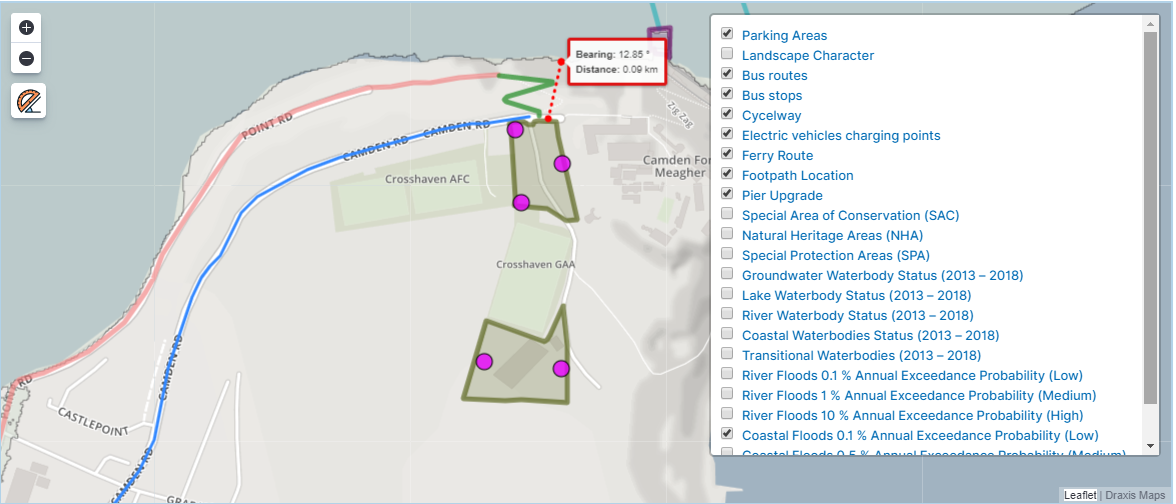 +
−
Bearing: 12.85 °
Distance: 0.09 km
POINT RD
CAMDEN RD
CAMDEN RD
Zig Zag
Crosshaven AFC
Camden For
Meagher
Crosshaven GAA
CAMDEN RD
CASTLEPOINT
CAMDEN RD
Parking Areas
Landscape Character
Bus routes
Bus stops
Cycelway
Electric vehicles charging points
Ferry Route
Footpath Location
Pier Upgrade
Special Area of Conservation (SAC)
Natural Heritage Areas (NHA)
Special Protection Areas (SPA)
Groundwater Waterbody Status (2013 – 2018)
Lake Waterbody Status (2013 – 2018)
River Waterbody Status (2013 – 2018)
Coastal Waterbodies Status (2013 – 2018)
Transitional Waterbodies (2013 – 2018)
River Floods 0.1 % Annual Exceedance Probability (Low)
River Floods 1 % Annual Exceedance Probability (Medium)
River Floods 10 % Annual Exceedance Probability (High)
Coastal Floods 0.1 % Annual Exceedance Probability (Low)
Coastal Floods 0.5 % Annual Exceedance Probability (Medium)
Leaflet | Draxis Maps